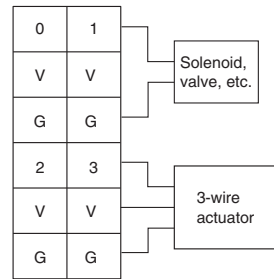 0 1
V V
G G
2 3
V V
G G
Solenoid,
valve, etc.
3-wire
actuator